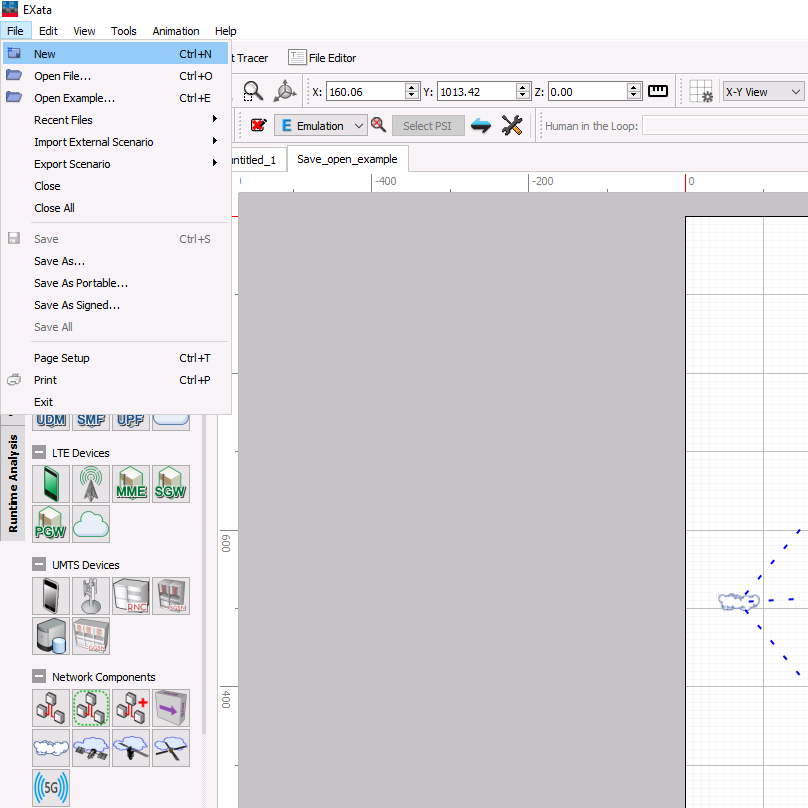 EXata
File Edit View Tools Animation Help
New Ctrl+N
Open File... Ctrl+O
Open Example... Ctrl+E
Recent Files
Import External Scenario
Export Scenario
Close
Close All
Save Ctrl+S
Save As...
Save As Portable...
Save As Signed...
Save All
Page Setup Ctrl+T
Print Ctrl+P
Exit
Tracer File Editor
X: 160.06 Y: 1013.42 Z: 0.00 X-Y View
E Emulation Select PSI Human in the Loop:
ntitled_1 Save_open_example
-400 -200 0
600
400
Runtime Analysis
UDM SMF UPF
LTE Devices
MME SGW
PGW
UMTS Devices
RNC
Network Components
5G